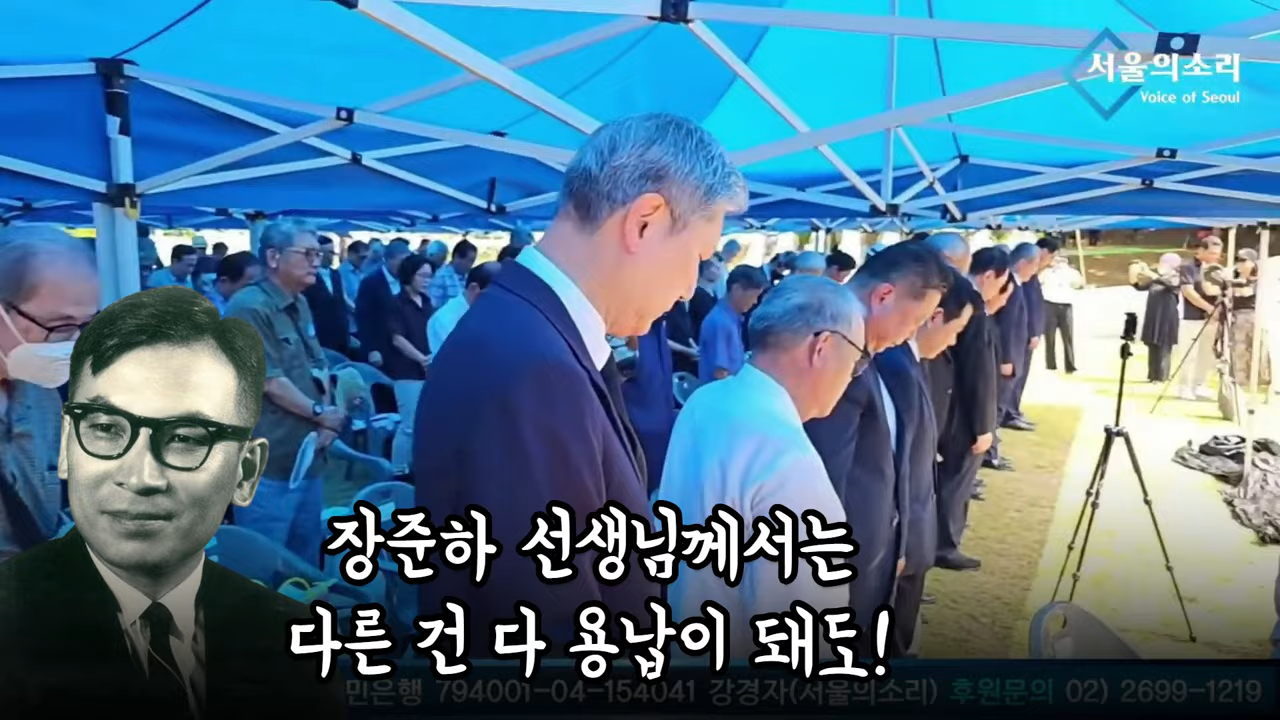 서울의소리
Voice of Seoul
장준하 선생님께서는
다른 건 다 용납이 돼도!
민은행 794001-04-154041 강경자(서울의소리) 후원문의 02) 2699-1219